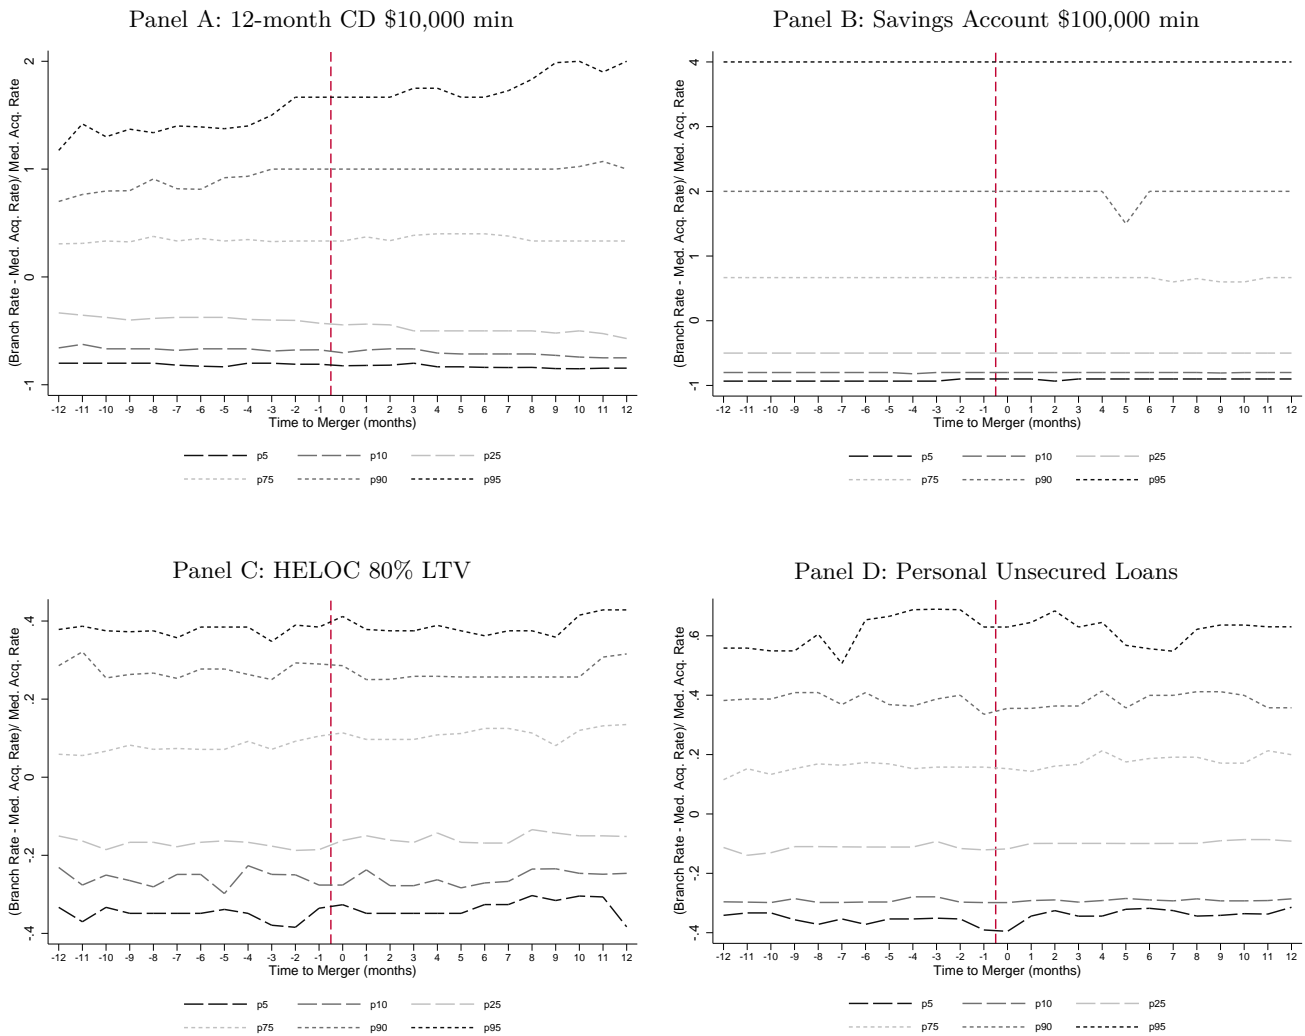 Panel A: 12-month CD $10,000 min
(Branch Rate - Med. Acq. Rate)/ Med. Acq. Rate
2
1
0
-1
-12 -11 -10 -9 -8 -7 -6 -5 -4 -3 -2 -1 0 1 2 3 4 5 6 7 8 9 10 11 12
Time to Merger (months)
p5 p10 p25
p75 p90 p95
Panel B: Savings Account $100,000 min
(Branch Rate - Med. Acq. Rate)/ Med. Acq. Rate
4
3
2
1
0
-1
-12 -11 -10 -9 -8 -7 -6 -5 -4 -3 -2 -1 0 1 2 3 4 5 6 7 8 9 10 11 12
Time to Merger (months)
p5 p10 p25
p75 p90 p95
Panel C: HELOC 80% LTV
(Branch Rate - Med. Acq. Rate)/ Med. Acq. Rate
.4
.2
0
-.2
-.4
-12 -11 -10 -9 -8 -7 -6 -5 -4 -3 -2 -1 0 1 2 3 4 5 6 7 8 9 10 11 12
Time to Merger (months)
p5 p10 p25
p75 p90 p95
Panel D: Personal Unsecured Loans
(Branch Rate - Med. Acq. Rate)/ Med. Acq. Rate
.6
.4
.2
0
-.2
-.4
-12 -11 -10 -9 -8 -7 -6 -5 -4 -3 -2 -1 0 1 2 3 4 5 6 7 8 9 10 11 12
Time to Merger (months)
p5 p10 p25
p75 p90 p95